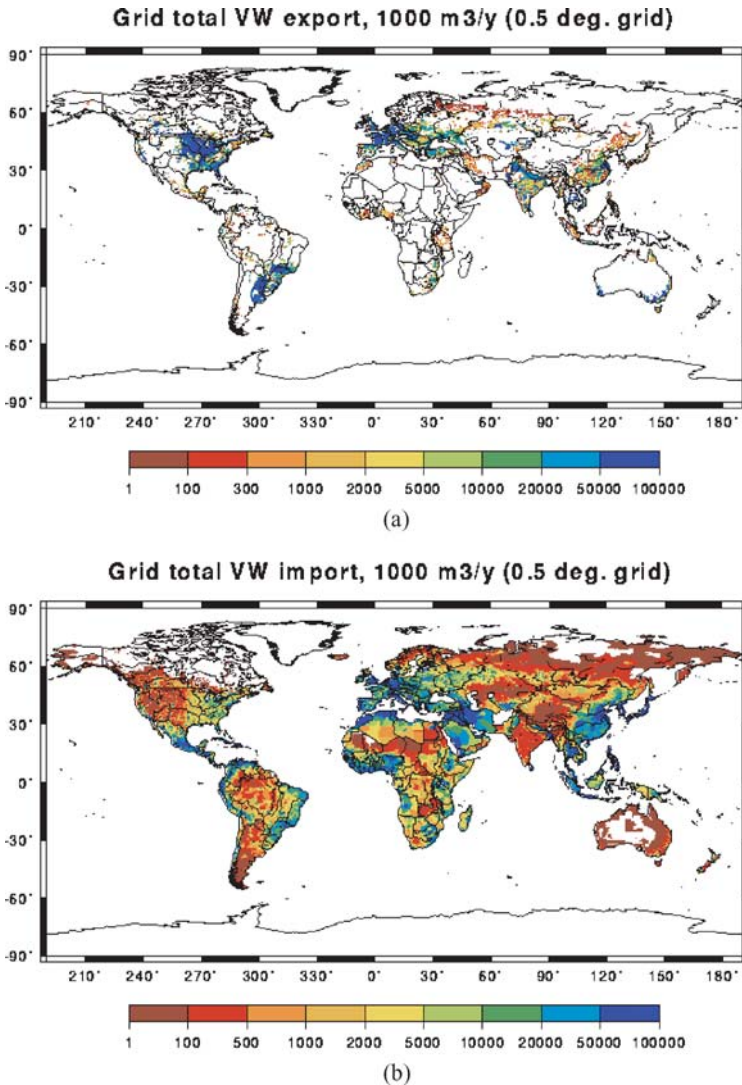 Grid total VW export, 1000 m3/y (0.5 deg. grid)
90˚
60˚
30˚
0˚
-30˚
-60˚
-90˚
210˚ 240˚ 270˚ 300˚ 330˚ 0˚ 30˚ 60˚ 90˚ 120˚ 150˚ 180˚
1 100 300 1000 2000 5000 10000 20000 50000 100000
(a)
Grid total VW import, 1000 m3/y (0.5 deg. grid)
90˚
60˚
30˚
0˚
-30˚
-60˚
-90˚
210˚ 240˚ 270˚ 300˚ 330˚ 0˚ 30˚ 60˚ 90˚ 120˚ 150˚ 180˚
1 100 500 1000 2000 5000 10000 20000 50000 100000
(b)